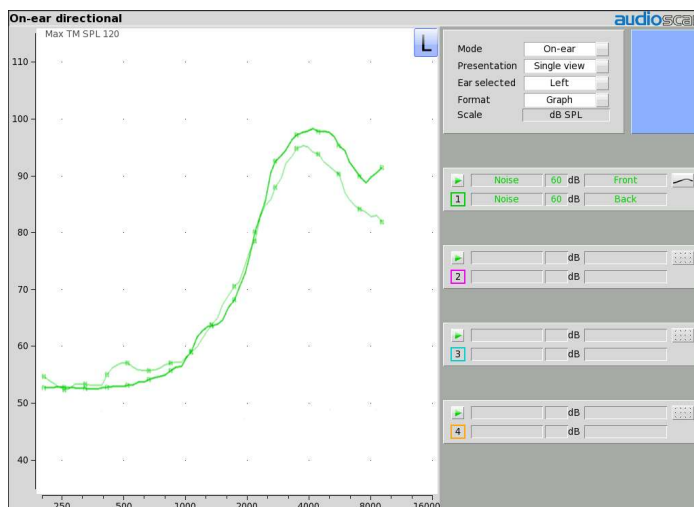 On-ear directional
audiosca
Max TM SPL 120
L
110
100
90
80
70
60
50
40
250 500 1000 2000 4000 8000 16000
Mode On-ear
Presentation Single view
Ear selected Left
Format Graph
Scale dB SPL
Noise 60 dB Front
1 Noise 60 dB Back
dB
2 dB
dB
3 dB
dB
4 dB